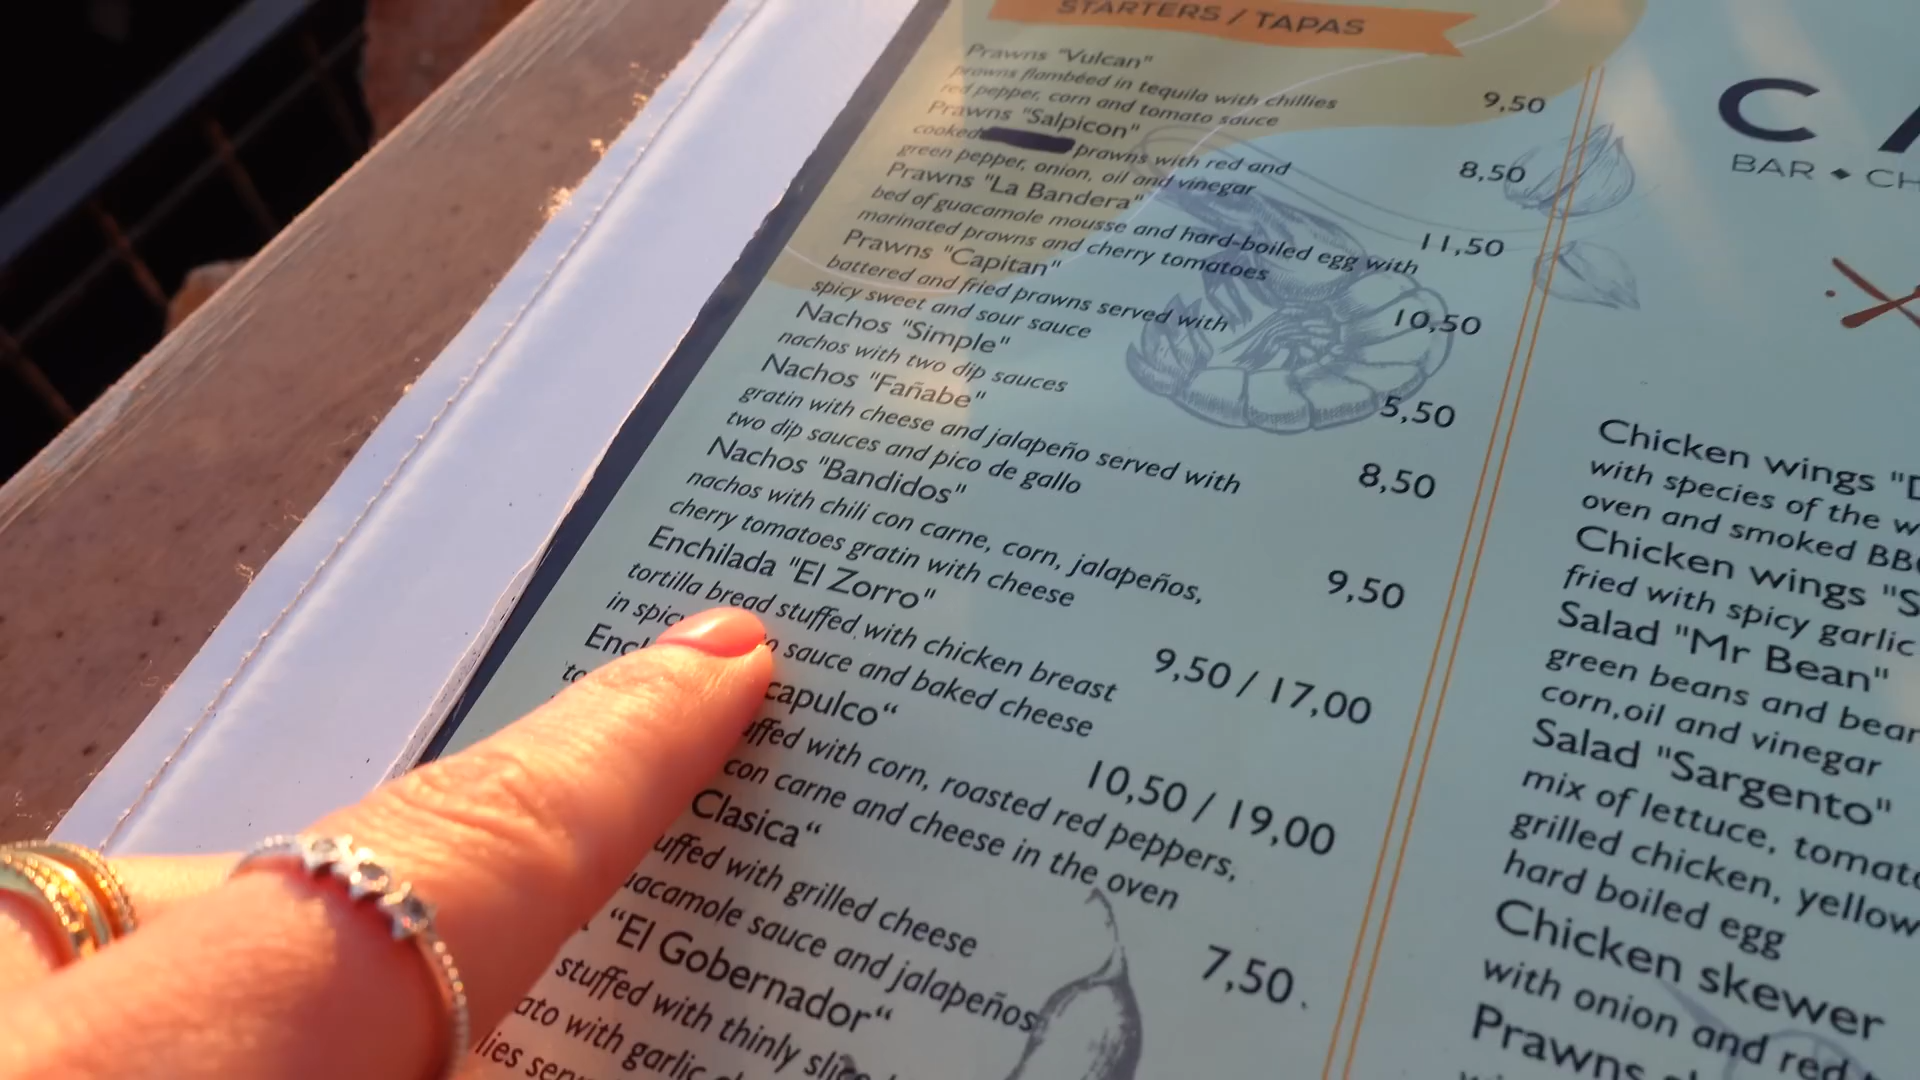 STARTERS / TAPAS
Prawns "Vulcan"
prawns flambéed in tequila with chillies
red pepper, corn and tomato sauce
9,50
Prawns "Salpicon"
cooked prawns with red and
green pepper, onion, oil and vinegar
8,50
Prawns "La Bandera"
bed of guacamole mousse and hard-boiled egg with
marinated prawns and cherry tomatoes
11,50
Prawns "Capitan"
battered and fried prawns served with
spicy sweet and sour sauce
10,50
Nachos "Simple"
nachos with two dip sauces
5,50
Nachos "Fañabe"
gratin with cheese and jalapeño served with
two dip sauces and pico de gallo
8,50
Nachos "Bandidos"
nachos with chili con carne, corn, jalapeños,
cherry tomatoes gratin with cheese
9,50
Enchilada "El Zorro"
tortilla bread stuffed with chicken breast
in sauce and baked cheese
9,50 / 17,00
capulco“
uffed with corn, roasted red peppers,
con carne and cheese in the oven
10,50 / 19,00
Clasica“
uffed with grilled cheese
uacamole sauce and jalapeños
7,50.
“El Gobernador“
stuffed with thinly
ato with garlic
lies
C
BAR ◆ CH
Chicken wings
with species of the
oven and smoked
Chicken wings
fried with spicy garlic
Salad "Mr Bean"
green beans and
corn,oil and vinegar
Salad "Sargento"
mix of lettuce,
grilled chicken, yellow
hard boiled egg
Chicken skewer
with onion and red
Prawns